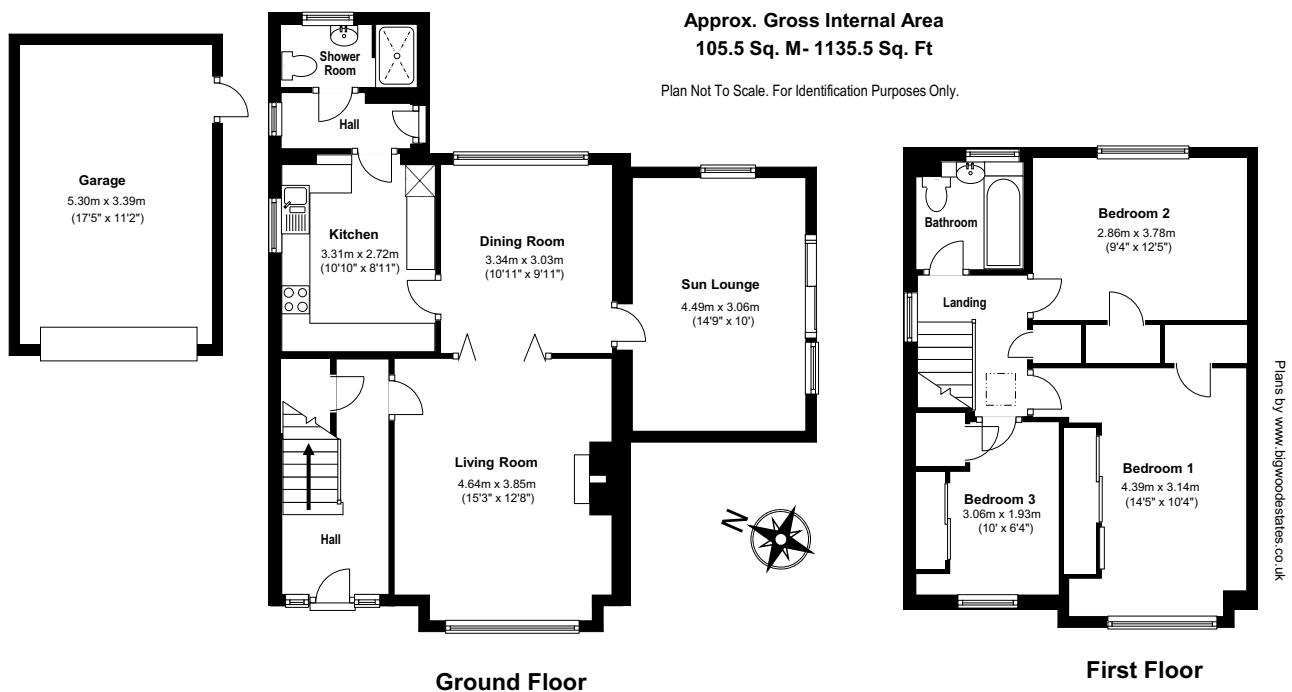 Approx. Gross Internal Area
105.5 Sq. M- 1135.5 Sq. Ft
Plan Not To Scale. For Identification Purposes Only.
Garage
5.30m x 3.39m
(17'5" x 11'2")
Shower
Room
Hall
Kitchen
3.31m x 2.72m
(10'10" x 8'11")
Dining Room
3.34m x 3.03m
(10'11" x 9'11")
Sun Lounge
4.49m x 3.06m
(14'9" x 10')
Living Room
4.64m x 3.85m
(15'3" x 12'8")
Hall
N
Ground Floor
Bathroom
Bedroom 2
2.86m x 3.78m
(9'4" x 12'5")
Landing
Bedroom 1
4.39m x 3.14m
(14'5" x 10'4")
Bedroom 3
3.06m x 1.93m
(10' x 6'4")
First Floor
Plans by www.bigwoodestates.co.uk